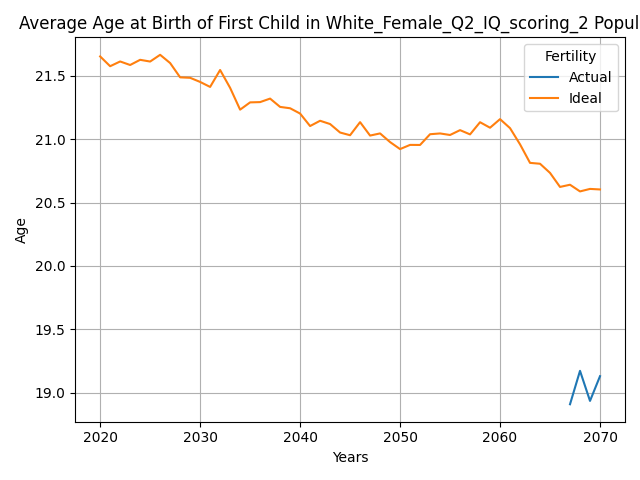 Average Age at Birth of First Child in White_Female_Q2_IQ_scoring_2 Popul
Fertility
Actual
Ideal
21.5
21.0
20.5
20.0
19.5
19.0
Age
2020 2030 2040 2050 2060 2070
Years